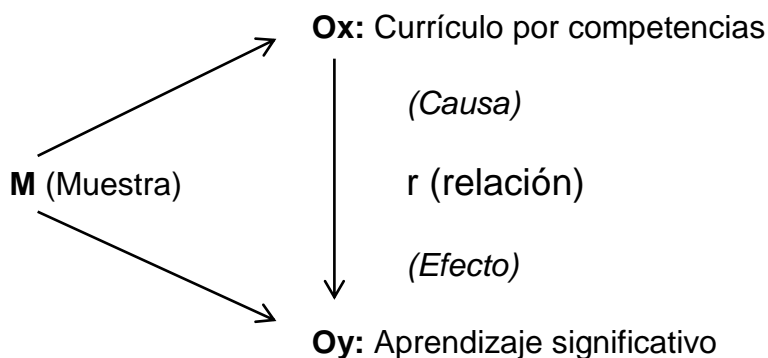 Ox: Currículo por competencias
(Causa)
M (Muestra)
r (relación)
(Efecto)
Oy: Aprendizaje significativo